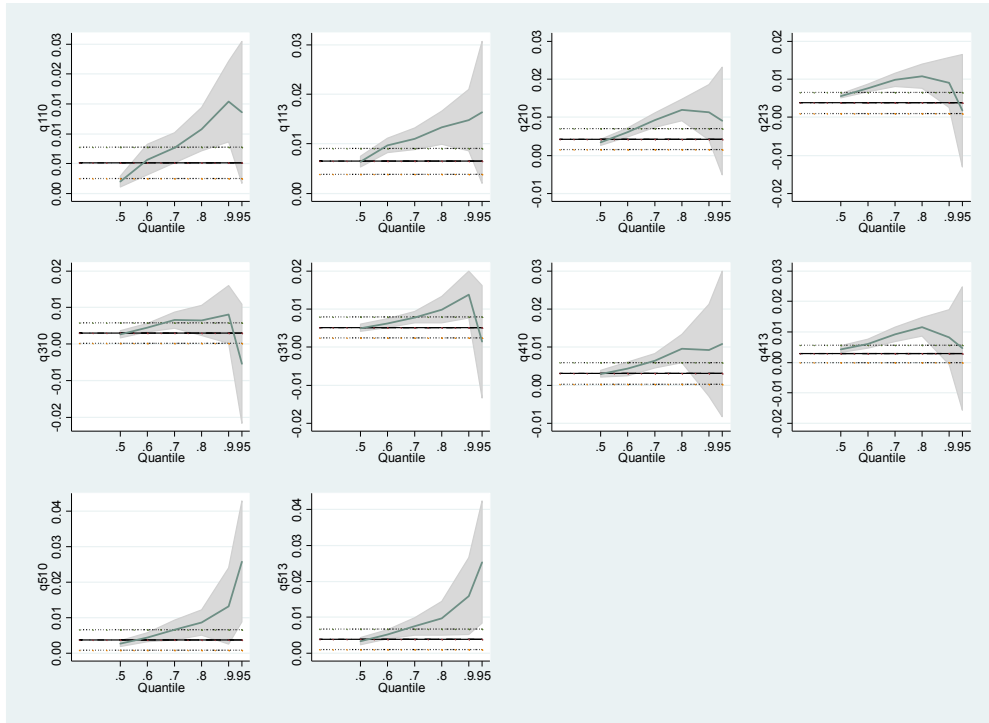 q110
0.00 0.01 0.01 0.01 0.02 0.03
.5 .6 .7 .8 .9.95
Quantile
q113
0.00 0.01 0.02 0.03
.5 .6 .7 .8 .9.95
Quantile
q210
-0.01 0.00 0.01 0.02 0.03
.5 .6 .7 .8 .9.95
Quantile
q213
-0.02 -0.01 0.00 0.01 0.02
.5 .6 .7 .8 .9.95
Quantile
q310
-0.02 -0.01 0.00 0.01 0.02
.5 .6 .7 .8 .9.95
Quantile
q313
-0.02 -0.01 0.00 0.01 0.02
.5 .6 .7 .8 .9.95
Quantile
q410
-0.01 0.00 0.01 0.02 0.03
.5 .6 .7 .8 .9.95
Quantile
q413
-0.02 -0.01 0.00 0.01 0.02 0.03
.5 .6 .7 .8 .9.95
Quantile
q510
0.00 0.01 0.02 0.03 0.04
.5 .6 .7 .8 .9.95
Quantile
q513
0.00 0.01 0.02 0.03 0.04
.5 .6 .7 .8 .9.95
Quantile